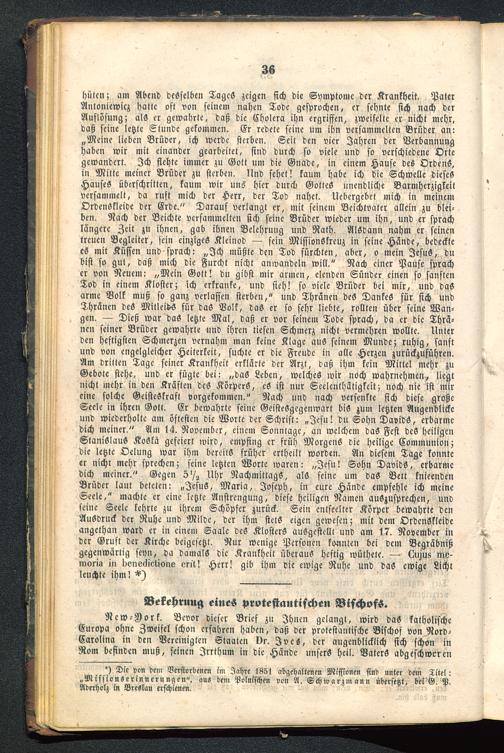 36
hüten; am Abend desselben Tages zeigen sich die Symptome der Krankheit. Pater
Antoniewicz hatte oft von seinem nahen Tode gesprochen, er sehnte sich nach der
Auflösung; als er gewahrte, daß die Cholera ihn ergriffen, zweifelte er nicht mehr,
daß seine letzte Stunde gekommen. Er redete seine um ihn versammelten Brüder an:
„Meine lieben Brüder, ich werde sterben. Seit den vier Jahren der Verbannung
haben wir mit einander gearbeitet, sind durch so viele und so verschiedene Orte
gewandert. Ich flehte immer zu Gott um die Gnade, in einem Hause des Ordens,
in Mitte meiner Brüder zu sterben. Und sehet! kaum habe ich die Schwelle dieses
Hauses überschritten, kaum wir uns hier durch Gottes unendliche Barmherzigkeit
versammelt, da ruft mich der Herr, der Tod nahet. Uebergebet mich in meinem
Ordenskleide der Erde.“ Darauf verlangt er, mit seinem Beichtvater allein zu blei-
ben. Nach der Beichte versammelten sich seine Brüder wieder um ihn, und er sprach
längere Zeit zu ihnen, gab ihnen Belehrung und Rath. Alsdann nahm er seinen
treuen Begleiter, sein einziges Kleinod — sein Missionskreuz in seine Hände, bedeckte
es mit Küssen und sprach: „Ich müßte den Tod fürchten, aber, o mein Jesus, du
bist so gut, daß mich die Furcht nicht anwandeln will.“ Nach einer Pause sprach
er von Neuem: „Mein Gott! du gibst mir armen, elenden Sünder einen so sanften
Tod in einem Kloster; ich erkranke, und sieh! so viele Brüder bei mir, und das
arme Volk muß so ganz verlassen sterben,“ und Thränen des Dankes für sich und
Thränen des Mitleids für das Volk, das er so sehr liebte, rollten über seine Wan-
gen. — Dieß war das letzte Mal, daß er vor seinem Tode sprach, da er die Thrä-
nen seiner Brüder gewahrte und ihren tiefen Schmerz nicht vermehren wollte. Unter
den heftigsten Schmerzen vernahm man keine Klage aus seinem Munde; ruhig, sanft
und von engelgleicher Heiterkeit, suchte er die Freude in alle Herzen zurückzuführen.
Am dritten Tage seiner Krankheit erklärte der Arzt, daß ihm kein Mittel mehr zu
Gebote stehe, und er fügte bei: „das Leben, welches wir noch wahrnehmen, liegt
nicht mehr in den Kräften des Körpers, es ist nur Seelenthätigkeit; noch nie ist mir
eine solche Geisteskraft vorgekommen.“ Nach und nach versenkte sich diese große
Seele in ihren Gott. Er bewahrte seine Geistesgegenwart bis zum letzten Augenblicke
und wiederholte am öftesten die Worte der Schrift: „Jesu! du Sohn Davids, erbarme
dich meiner.“ Am 14. November, einem Sonntage, an welchem das Fest des heiligen
Stanislaus Koska gefeiert wird, empfing er früh Morgens die heilige Communion;
die letzte Oelung war ihm bereits früher ertheilt worden. An diesem Tage konnte
er nicht mehr sprechen; seine letzten Worte waren: „Jesu! Sohn Davids, erbarme
dich meiner.“ Gegen 5½ Uhr Nachmittags, als seine um das Bett knienden
Brüder laut beteten: „Jesus, Maria, Joseph, in eure Hände empfehle ich meine
Seele,“ machte er eine letzte Anstrengung, diese heiligen Namen auszusprechen, und
seine Seele kehrte zu ihrem Schöpfer zurück. Sein entseelter Körper bewahrte den
Ausdruck der Ruhe und Milde, der ihm stets eigen gewesen; mit dem Ordenskleide
angethan ward er in einem Saale des Klosters ausgestellt und am 17. November in
der Gruft der Kirche beigesetzt. Nur wenige Personen konnten bei dem Begräbniß
gegenwärtig seyn, da damals die Krankheit überaus heftig wüthete. — Cujus me-
moria in benedictione erit! Herr! gib ihm die ewige Ruhe und das ewige Licht
leuchte ihm! *)
Bekehrung eines protestantischen Bischofs.
New-York. Bevor dieser Brief zu Ihnen gelangt, wird das katholische
Europa ohne Zweifel schon erfahren haben, daß der protestantische Bischof von Nord-
Carolina in den Vereinigten Staaten Dr. Ives, der augenblicklich sich schon in
Rom befinden muß, seinen Irrthum in die Hände unsers heil. Vaters abgeschworen
*) Die von dem Verstorbenen im Jahre 1851 abgehaltenen Missionen sind unter dem Titel:
„Missionserinnerungen“, aus dem Polnischen von A. Schwarzmann übersetzt, bei G. P.
Aderholz in Breslau erschienen.